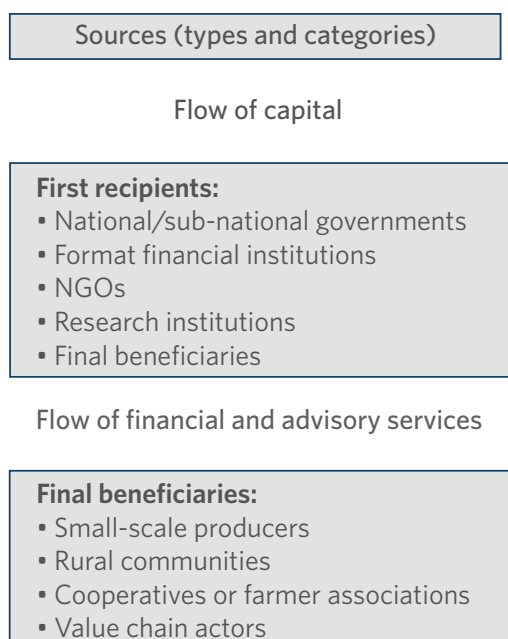 Sources (types and categories)
Flow of capital
First recipients:
• National/sub-national governments
• Format financial institutions
• NGOs
• Research institutions
• Final beneficiaries
Flow of financial and advisory services
Final beneficiaries:
• Small-scale producers
• Rural communities
• Cooperatives or farmer associations
• Value chain actors